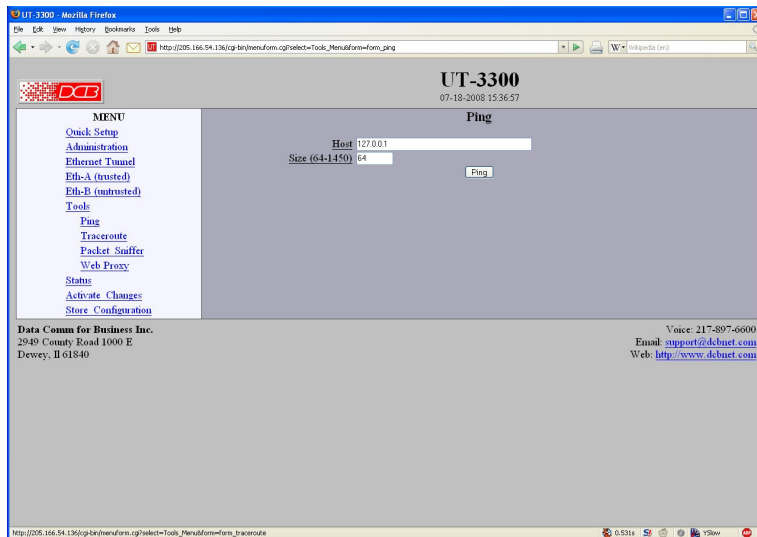 UT-3300 - Mozilla Firefox
File Edit View History Bookmarks Tools Help
http://205.166.54.136/cgi-bin/menuform.cgi?select=Tools_Menu&form=form_ping
W Wikipedia (en)
DCB
UT-3300
07-18-2008 15:36:57
MENU
Quick Setup
Administration
Ethernet Tunnel
Eth-A (trusted)
Eth-B (untrusted)
Tools
Ping
Traceroute
Packet Sniffer
Web Proxy
Status
Activate Changes
Store Configuration
Ping
Host 127.0.0.1
Size (64-1450) 64
Ping
Data Comm for Business Inc.
2949 County Road 1000 E
Dewey, Il 61840
Voice: 217-897-6600
Email: support@dcbnet.com
Web: http://www.dcbnet.com
http://205.166.54.136/cgi-bin/menuform.cgi?select=Tools_Menu&form=form_traceroute
0.531s YSlow ABP